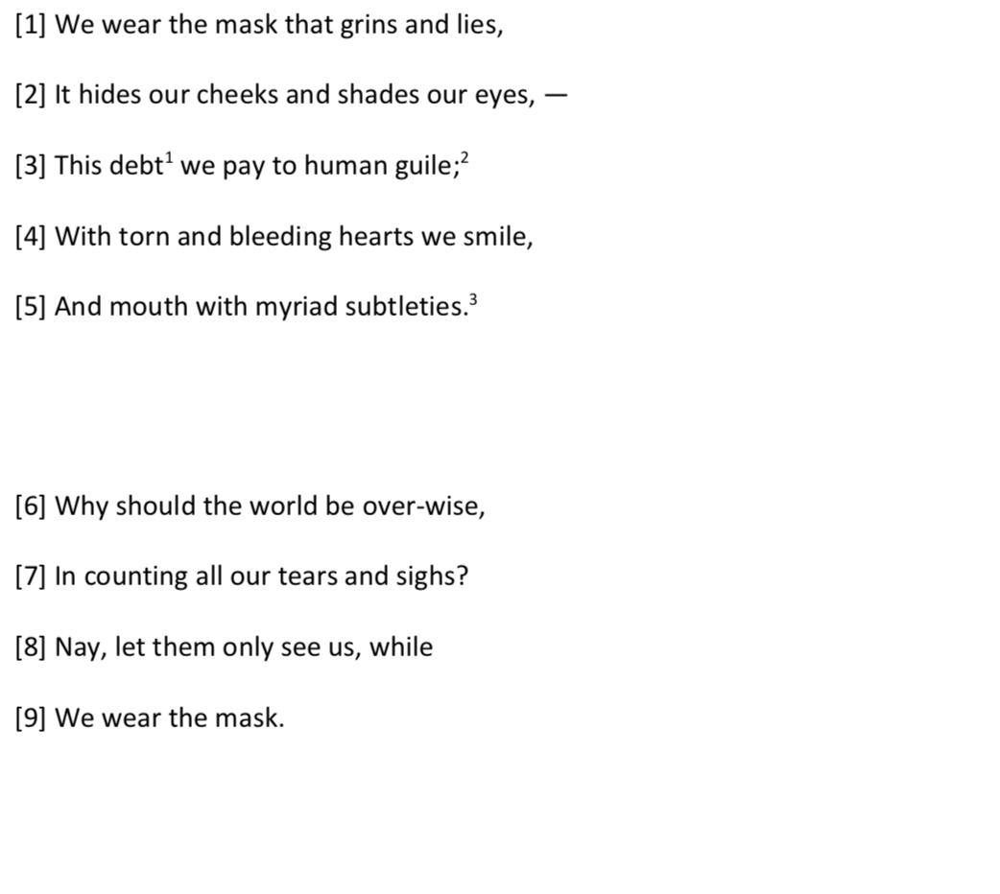 [1] We wear the mask that grins and lies,
[2] It hides our cheeks and shades our eyes, —
[3] This debt¹ we pay to human guile;²
[4] With torn and bleeding hearts we smile,
[5] And mouth with myriad subtleties.³
[6] Why should the world be over-wise,
[7] In counting all our tears and sighs?
[8] Nay, let them only see us, while
[9] We wear the mask.